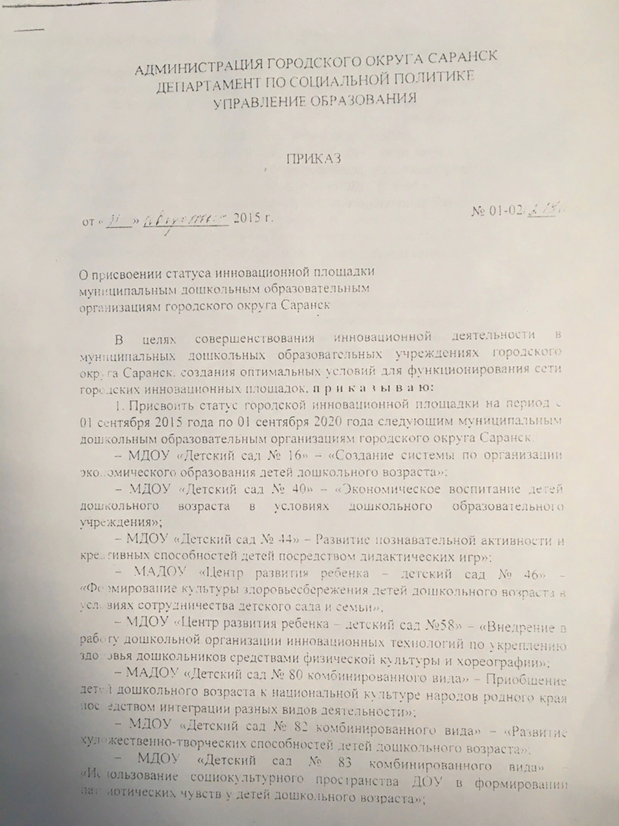 АДМИНИСТРАЦИЯ ГОРОДСКОГО ОКРУГА САРАНСК
ДЕПАРТАМЕНТ ПО СОЦИАЛЬНОЙ ПОЛИТИКЕ
УПРАВЛЕНИЕ ОБРАЗОВАНИЯ
ПРИКАЗ
от « » 2015 г.
№ 01-02
О присвоении статуса инновационной площадки
муниципальным дошкольным образовательным
организациям городского округа Саранск
В целях совершенствования инновационной деятельности в
муниципальных дошкольных образовательных учреждениях городского
округа Саранск, создания оптимальных условий для функционирования сети
городских инновационных площадок, п р и к а з ы в а ю:
1. Присвоить статус городской инновационной площадки на период с
01 сентября 2015 года по 01 сентября 2020 года следующим муниципальным
дошкольным образовательным организациям городского округа Саранск:
– МДОУ «Детский сад № 16» – «Создание системы по организации
экономического образования детей дошкольного возраста»;
– МДОУ «Детский сад № 40» – «Экономическое воспитание детей
дошкольного возраста в условиях дошкольного образовательного
учреждения»;
– МДОУ «Детский сад № 44» – Развитие познавательной активности и
креативных способностей детей посредством дидактических игр»;
– МАДОУ «Центр развития ребенка – детский сад № 46» –
«Формирование культуры здоровьесбережения детей дошкольного возраста в
условиях сотрудничества детского сада и семьи»;
– МДОУ «Центр развития ребенка – детский сад №58» – «Внедрение в
работу дошкольной организации инновационных технологий по укреплению
здоровья дошкольников средствами физической культуры и хореографии»;
– МАДОУ «Детский сад № 80 комбинированного вида» – Приобщение
детей дошкольного возраста к национальной культуре народов родного края
посредством интеграции разных видов деятельности»;
– МДОУ «Детский сад № 82 комбинированного вида» – «Развитие
художественно-творческих способностей детей дошкольного возраста»;
– МДОУ «Детский сад № 83 комбинированного вида» –
«Использование социокультурного пространства ДОУ в формировании
патриотических чувств у детей дошкольного возраста»;